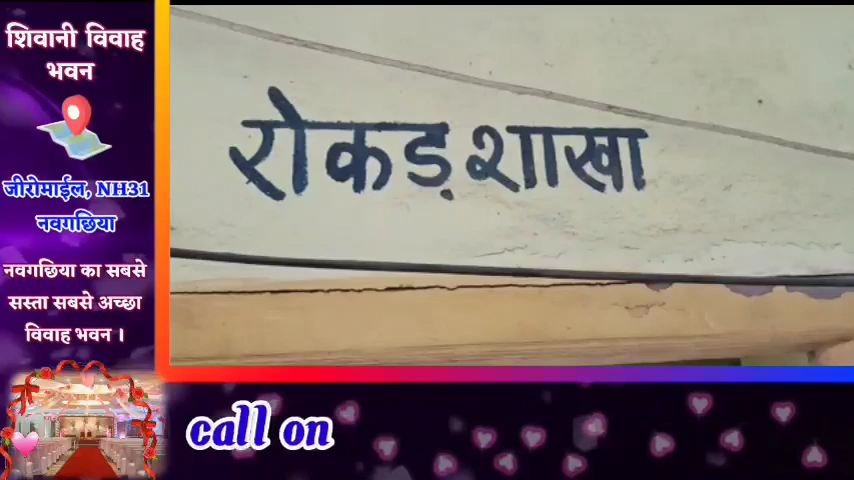 शिवानी विवाह
भवन
जीरोमाईल, NH31
नवगछिया
नवगछिया का सबसे
सस्ता सबसे अच्छा
विवाह भवन ।
रोकड़ शाखा
call on